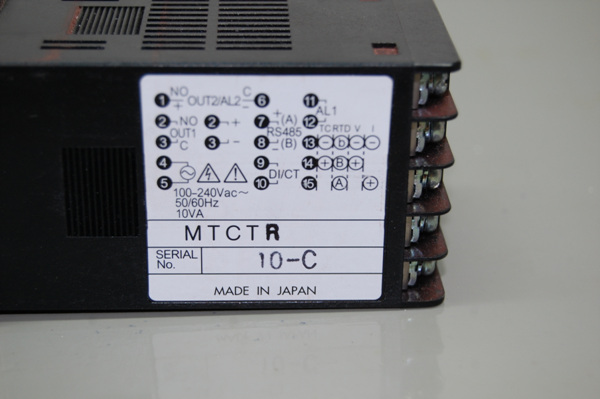 1 NO + OUT2/AL2 C − 6 11 AL1
2 NO 2 + 7 + (A) 12
3 OUT1 C 3 − 8 RS485 − (B) 13 TC RTD V I − b − −
4 9 DI/CT 14 + B +
5 10 15 A +
100-240Vac~
50/60Hz
10VA
MTCTR
SERIAL No. 10-C
MADE IN JAPAN